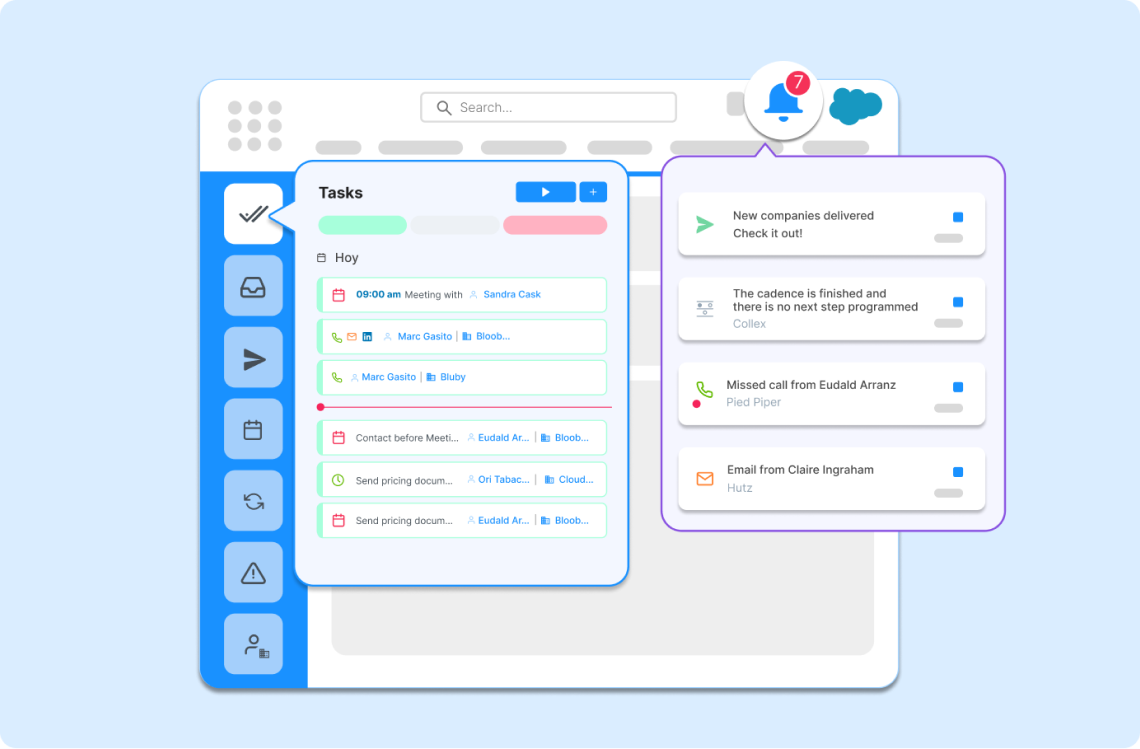 7
Search...
Tasks
+
Hoy
09:00 am Meeting with Sandra Cask
in Marc Gasito | Bloob...
Marc Gasito | Bluby
Contact before Meeti... Eudald Ar... | Bloob...
Send pricing docum... Ori Tabac... | Cloud...
Send pricing docum... Eudald Ar... | Bloob...
New companies delivered
Check it out!
The cadence is finished and
there is no next step programmed
Collex
Missed call from Eudald Arranz
Pied Piper
Email from Claire Ingraham
Hutz